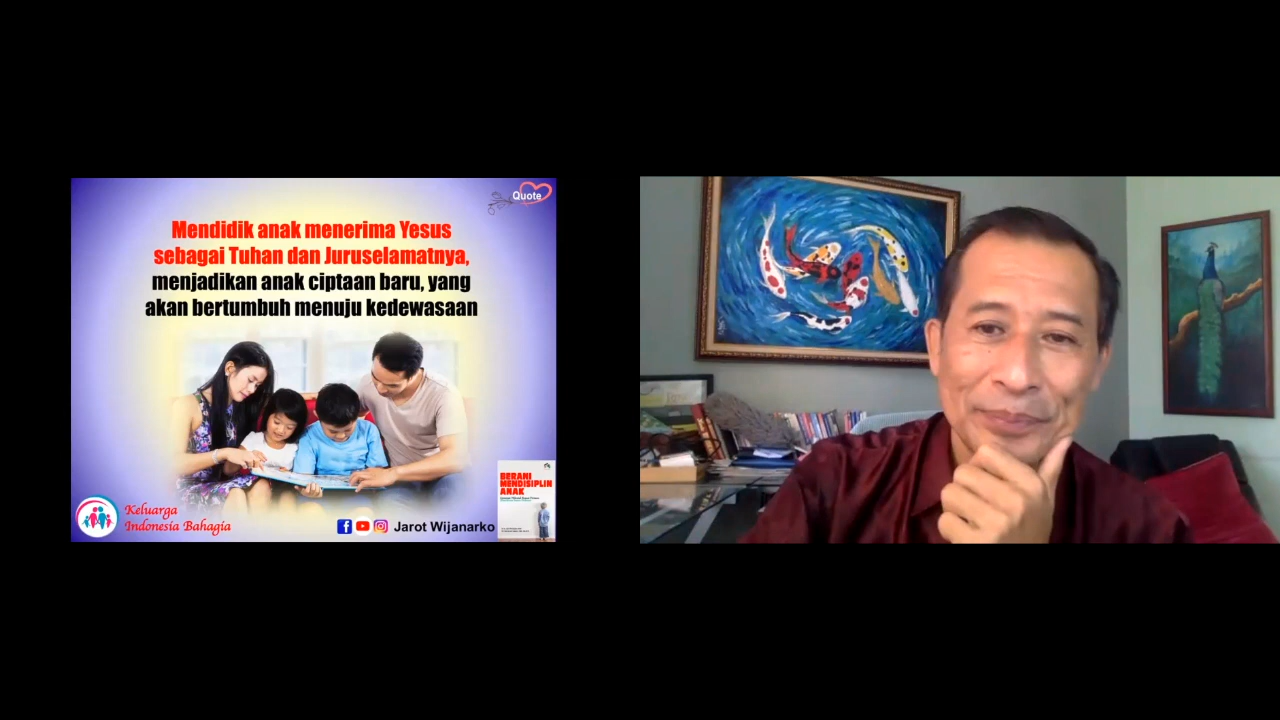 Quote
Mendidik anak menerima Yesus
sebagai Tuhan dan Juruselamatnya,
menjadikan anak ciptaan baru, yang
akan bertumbuh menuju kedewasaan
BERANI
MENDISIPLIN
ANAK
Keluarga
Indonesia Bahagia
Jarot Wijanarko